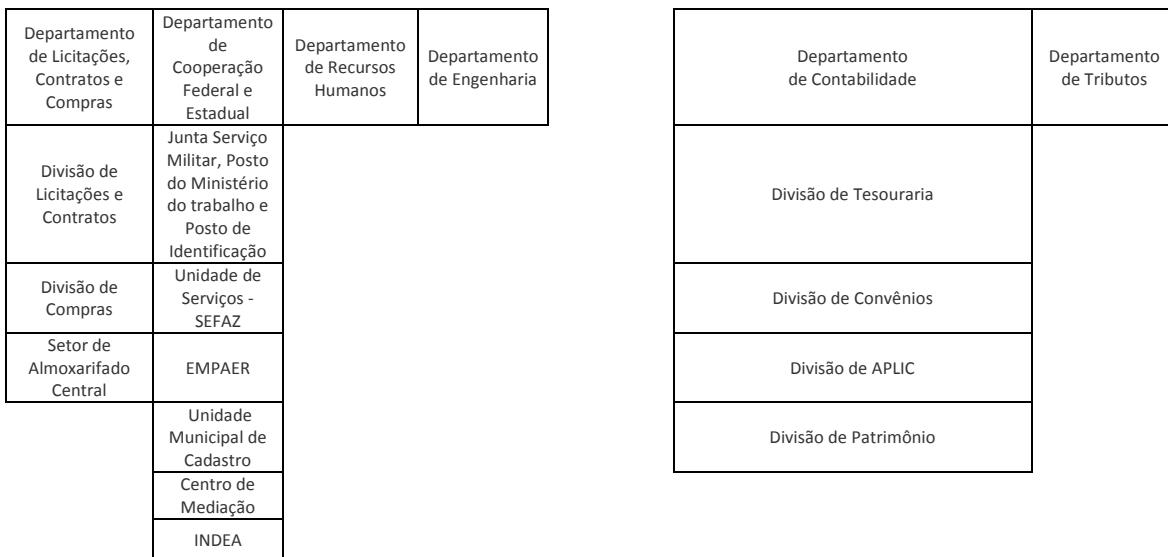 Departamento
de Licitações,
Contratos e
Compras
Departamento
de
Cooperação
Federal e
Estadual
Departamento
de Recursos
Humanos
Departamento
de Engenharia
Departamento
de Contabilidade
Departamento
de Tributos
Divisão de
Licitações e
Contratos
Junta Serviço
Militar, Posto
do Ministério
do trabalho e
Posto de
Identificação
Divisão de Tesouraria
Divisão de
Compras
Unidade de
Serviços -
SEFAZ
Divisão de Convênios
Setor de
Almoxarifado
Central
EMPAER
Divisão de APLIC
Unidade
Municipal de
Cadastro
Divisão de Patrimônio
Centro de
Mediação
INDEA